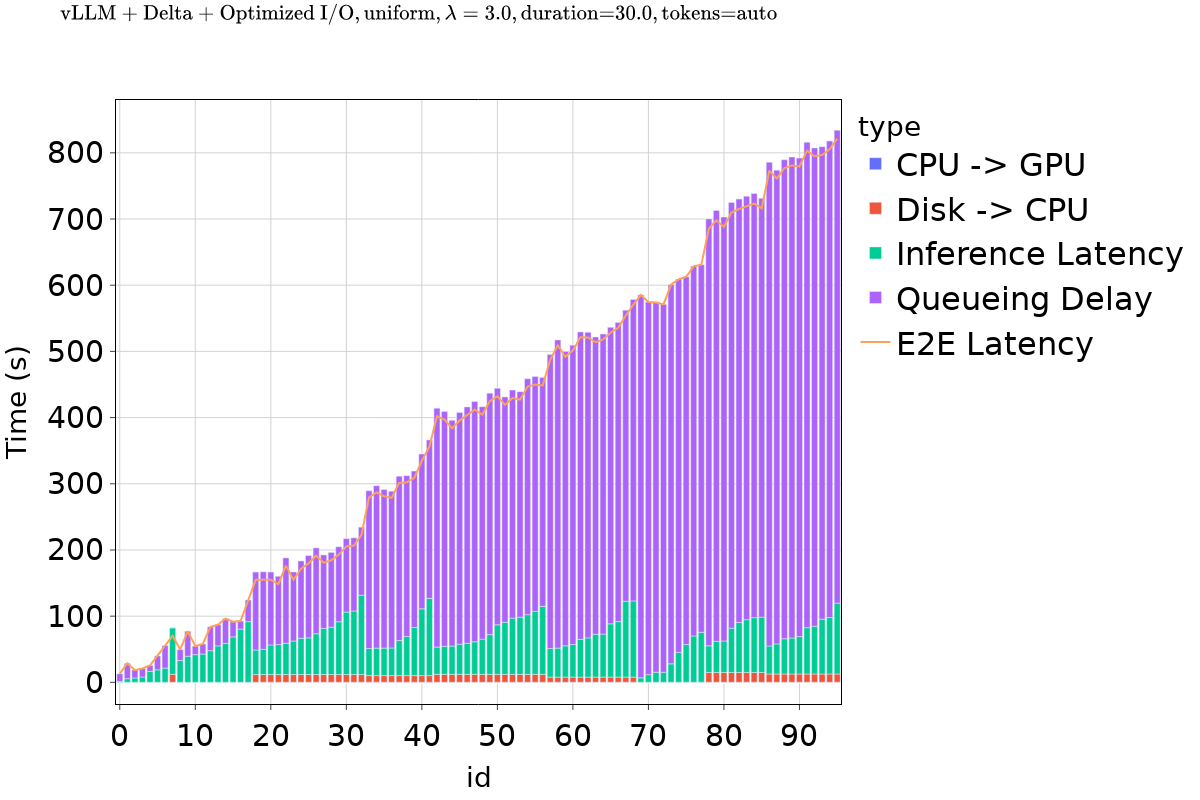 vLLM + Delta + Optimized I/O, uniform, λ = 3.0, duration=30.0, tokens=auto
type
CPU -> GPU
Disk -> CPU
Inference Latency
Queueing Delay
E2E Latency
800
700
600
500
400
300
200
100
0
Time (s)
0 10 20 30 40 50 60 70 80 90
id